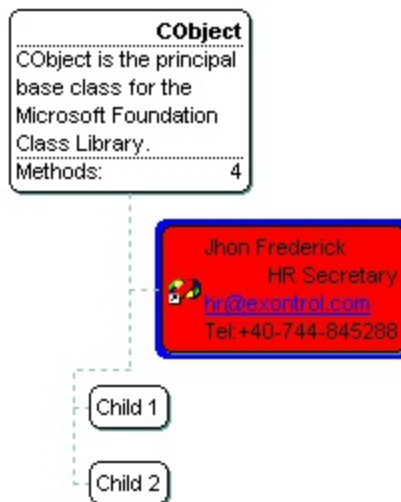 CObject
CObject is the principal
base class for the
Microsoft Foundation
Class Library.
Methods: 4
Jhon Frederick
HR Secretary
hr@exontrol.com
Tel:+40-744-845288
Child 1
Child 2